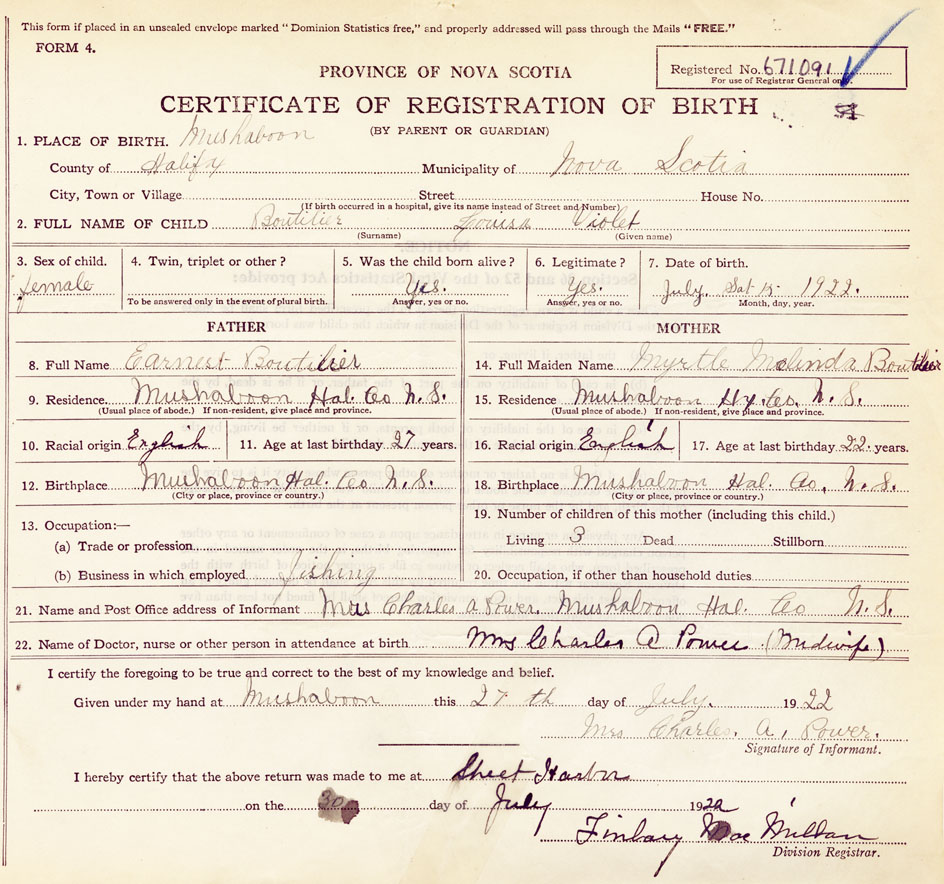 This form if placed in an unsealed envelope marked "Dominion Statistics free," and properly addressed will pass through the Mails "FREE."
FORM 4.
Registered No. 671091
For use of Registrar General only.
PROVINCE OF NOVA SCOTIA
CERTIFICATE OF REGISTRATION OF BIRTH
(BY PARENT OR GUARDIAN)
1. PLACE OF BIRTH. Mushaboon
County of Halifx Municipality of Nova Scotia
City, Town or Village Street House No.
(If birth occurred in a hospital, give its name instead of Street and Number)
2. FULL NAME OF CHILD Boutilier Louisa Violet
(Surname) (Given name)
3. Sex of child. 4. Twin, triplet or other? 5. Was the child born alive? 6. Legitimate? 7. Date of birth.
female Yes. Yes. July. Sat 15 1922.
To be answered only in the event of plural birth. Answer, yes or no. Answer, yes or no. Month, day, year.
FATHER MOTHER
8. Full Name Earnest Boutilier 14. Full Maiden Name Myrtle Melinda Boutilier
9. Residence. Mushaboon Hal. Co N. S. 15. Residence Mushaboon Hx. Co. N. S.
(Usual place of abode.) If non-resident, give place and province. (Usual place of abode.) If non-resident, give place and province.
10. Racial origin English 11. Age at last birthday 27 years. 16. Racial origin English 17. Age at last birthday 22 years.
12. Birthplace Mushaboon Hal. Co N. S. 18. Birthplace Mushaboon Hal. Co, N. S.
(City or place, province or country.) (City or place, province or country.)
13. Occupation:— 19. Number of children of this mother (including this child.)
(a) Trade or profession Living 3 Dead Stillborn
(b) Business in which employed fishing 20. Occupation, if other than household duties
21. Name and Post Office address of Informant Mrs Charles A Power. Mushaboon Hal. Co N. S.
22. Name of Doctor, nurse or other person in attendance at birth Mrs Charles A Power (Midwife)
I certify the foregoing to be true and correct to the best of my knowledge and belief.
Given under my hand at Mushaboon this 27 th day of July. 1922
Mrs Charles. A, Power.
Signature of Informant.
I hereby certify that the above return was made to me at Sheet Harbor
on the 30 day of July 1922
Finlay Mac Millan
Division Registrar.